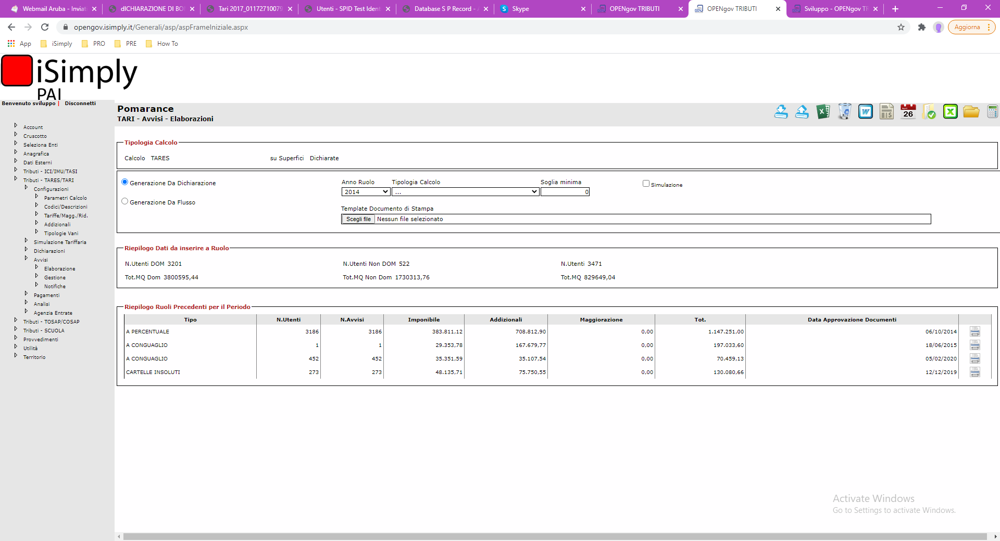 Webmail Aruba - Inviat
dICHIARAZIONE DI BO
Tari 2017_01172710079
Utenti - SPID Test Ident
Database S P Record -
Skype
OPENgov TRIBUTI
OPENgov TRIBUTI
Sviluppo - OPENgov TR
opengov.isimply.it/Generali/asp/aspFrameIniziale.aspx
Aggiorna
App
iSimply
PRO
PRE
How To
iSimply
PAI
Benvenuto sviluppo | Disconnetti
Account
Cruscotto
Seleziona Enti
Anagrafica
Dati Esterni
Tributi - ICI/IMU/TASI
Tributi - TARES/TARI
Configurazioni
Parametri Calcolo
Codici/Descrizioni
Tariffe/Magg./Rid.
Addizionali
Tipologie Vani
Simulazione Tariffaria
Dichiarazioni
Avvisi
Elaborazione
Gestione
Notifiche
Pagamenti
Analisi
Agenzia Entrate
Tributi - TOSAP/COSAP
Tributi - SCUOLA
Provvedimenti
Utilità
Territorio
Pomarance
TARI - Avvisi - Elaborazioni
April
26
Tipologia Calcolo
Calcolo TARES su Superfici Dichiarate
Generazione Da Dichiarazione
Generazione Da Flusso
Anno Ruolo Tipologia Calcolo Soglia minima
2014 ... 0
Simulazione
Template Documento di Stampa
Scegli file Nessun file selezionato
Riepilogo Dati da inserire a Ruolo
N.Utenti DOM 3201 N.Utenti Non DOM 522 N.Utenti 3471
Tot.MQ Dom 3800595,44 Tot.MQ Non Dom 1730313,76 Tot.MQ 829649,04
Riepilogo Ruoli Precedenti per il Periodo
Tipo N.Utenti N.Avvisi Imponibile Addizionali Maggiorazione Tot. Data Approvazione Documenti
A PERCENTUALE 3186 3186 383.811,12 708.812,90 0,00 1.147.251,00 06/10/2014
A CONGUAGLIO 1 1 29.353,78 167.679,77 0,00 197.033,60 18/06/2015
A CONGUAGLIO 452 452 35.351,59 35.107,54 0,00 70.459,13 05/02/2020
CARTELLE INSOLUTI 273 273 48.135,71 75.750,55 0,00 130.080,66 12/12/2019
Activate Windows
Go to Settings to activate Windows.